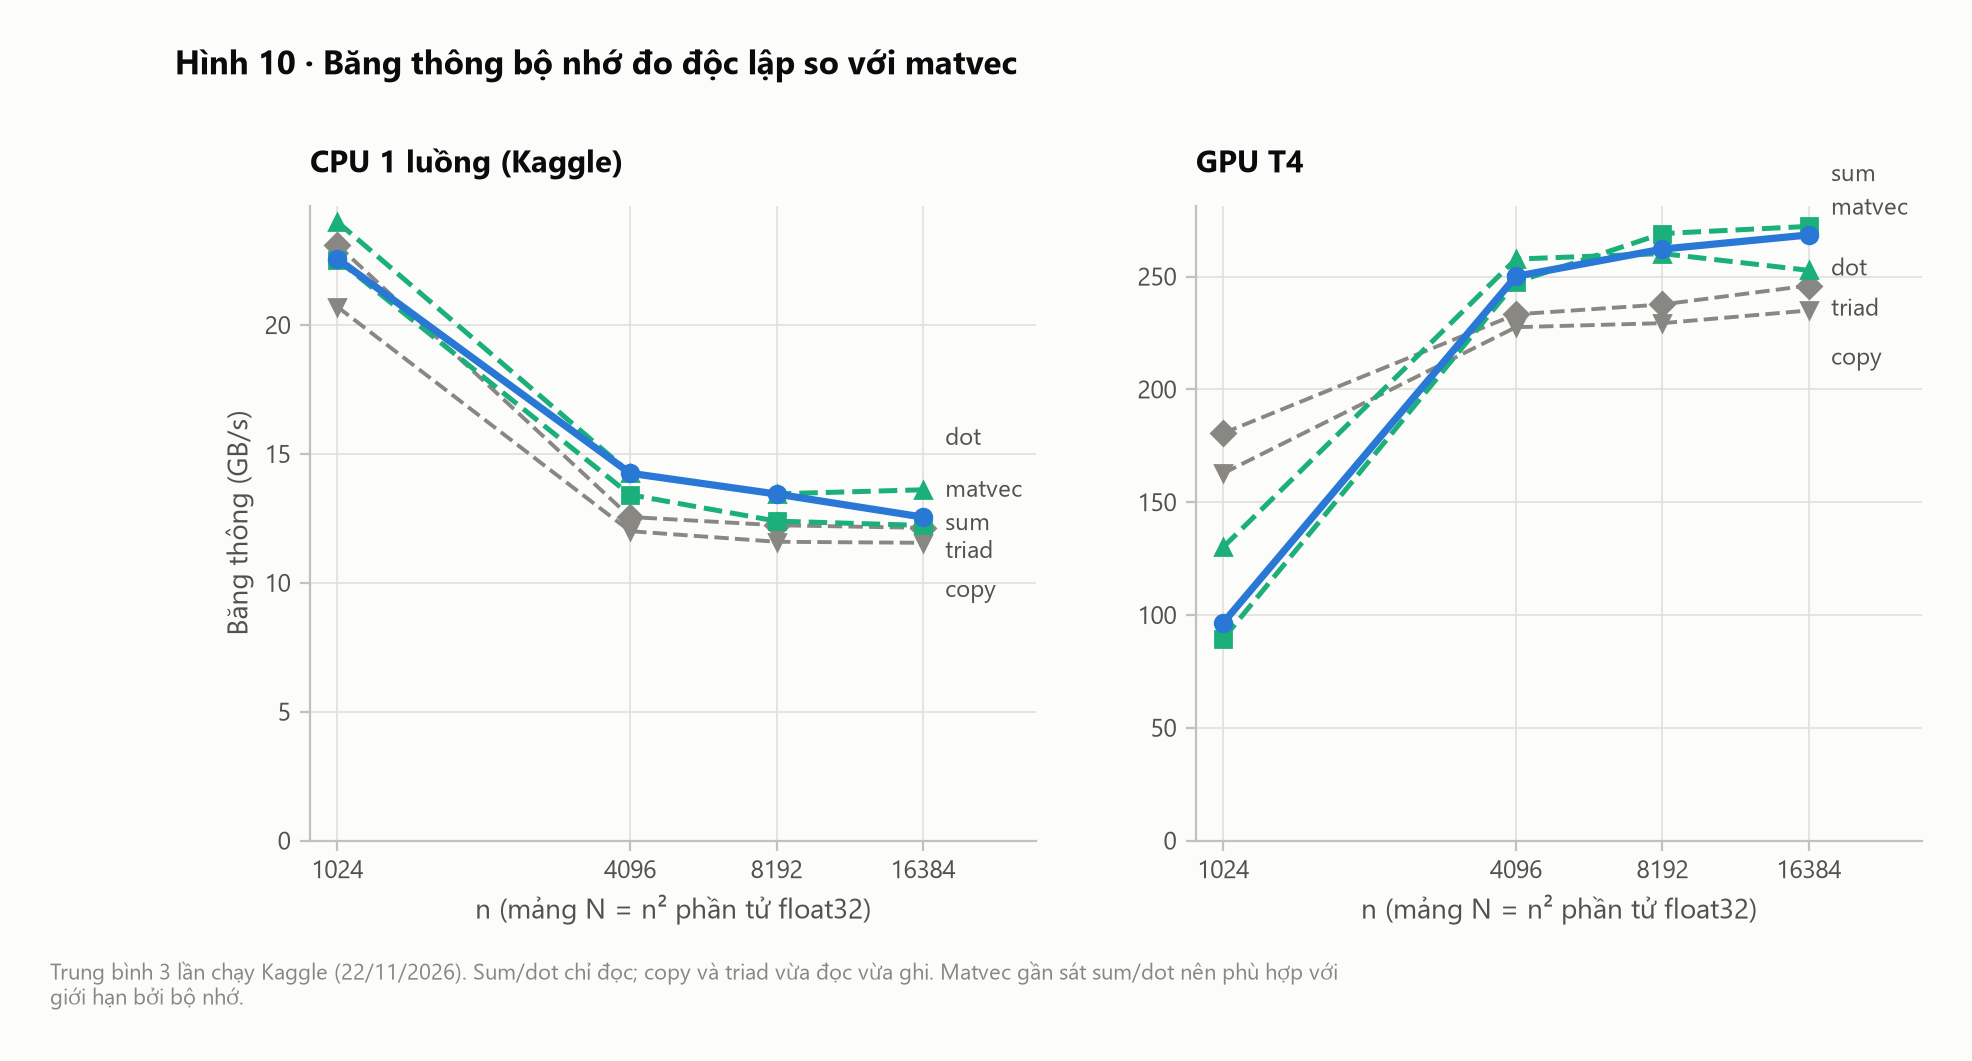 Hình 10 · Băng thông bộ nhớ đo độc lập so với matvec
CPU 1 luồng (Kaggle)
Băng thông (GB/s)
20
15
10
5
0
1024
4096
8192
16384
n (mảng N = n² phần tử float32)
dot
matvec
sum
triad
copy
GPU T4
250
200
150
100
50
0
1024
4096
8192
16384
n (mảng N = n² phần tử float32)
sum
matvec
dot
triad
copy
Trung bình 3 lần chạy Kaggle (22/11/2026). Sum/dot chỉ đọc; copy và triad vừa đọc vừa ghi. Matvec gần sát sum/dot nên phù hợp với
giới hạn bởi bộ nhớ.